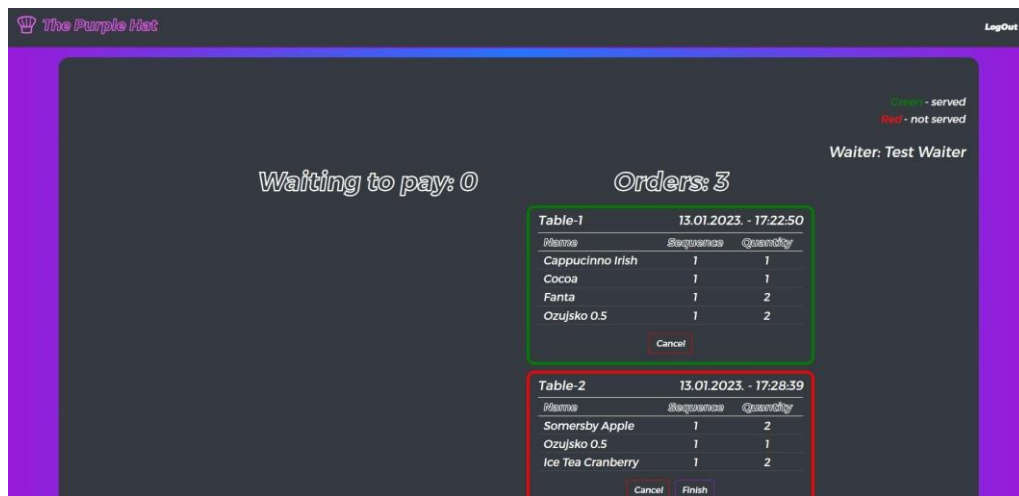 The Purple Hat
LogOut
Green - served
Red - not served
Waiter: Test Waiter
Waiting to pay: 0
Orders: 3
Table-1 13.01.2023. - 17:22:50
Name Sequence Quantity
Cappucinno Irish 1 1
Cocoa 1 1
Fanta 1 2
Ozujsko 0.5 1 2
Cancel
Table-2 13.01.2023. - 17:28:39
Name Sequence Quantity
Somersby Apple 1 2
Ozujsko 0.5 1 1
Ice Tea Cranberry 1 2
Cancel Finish